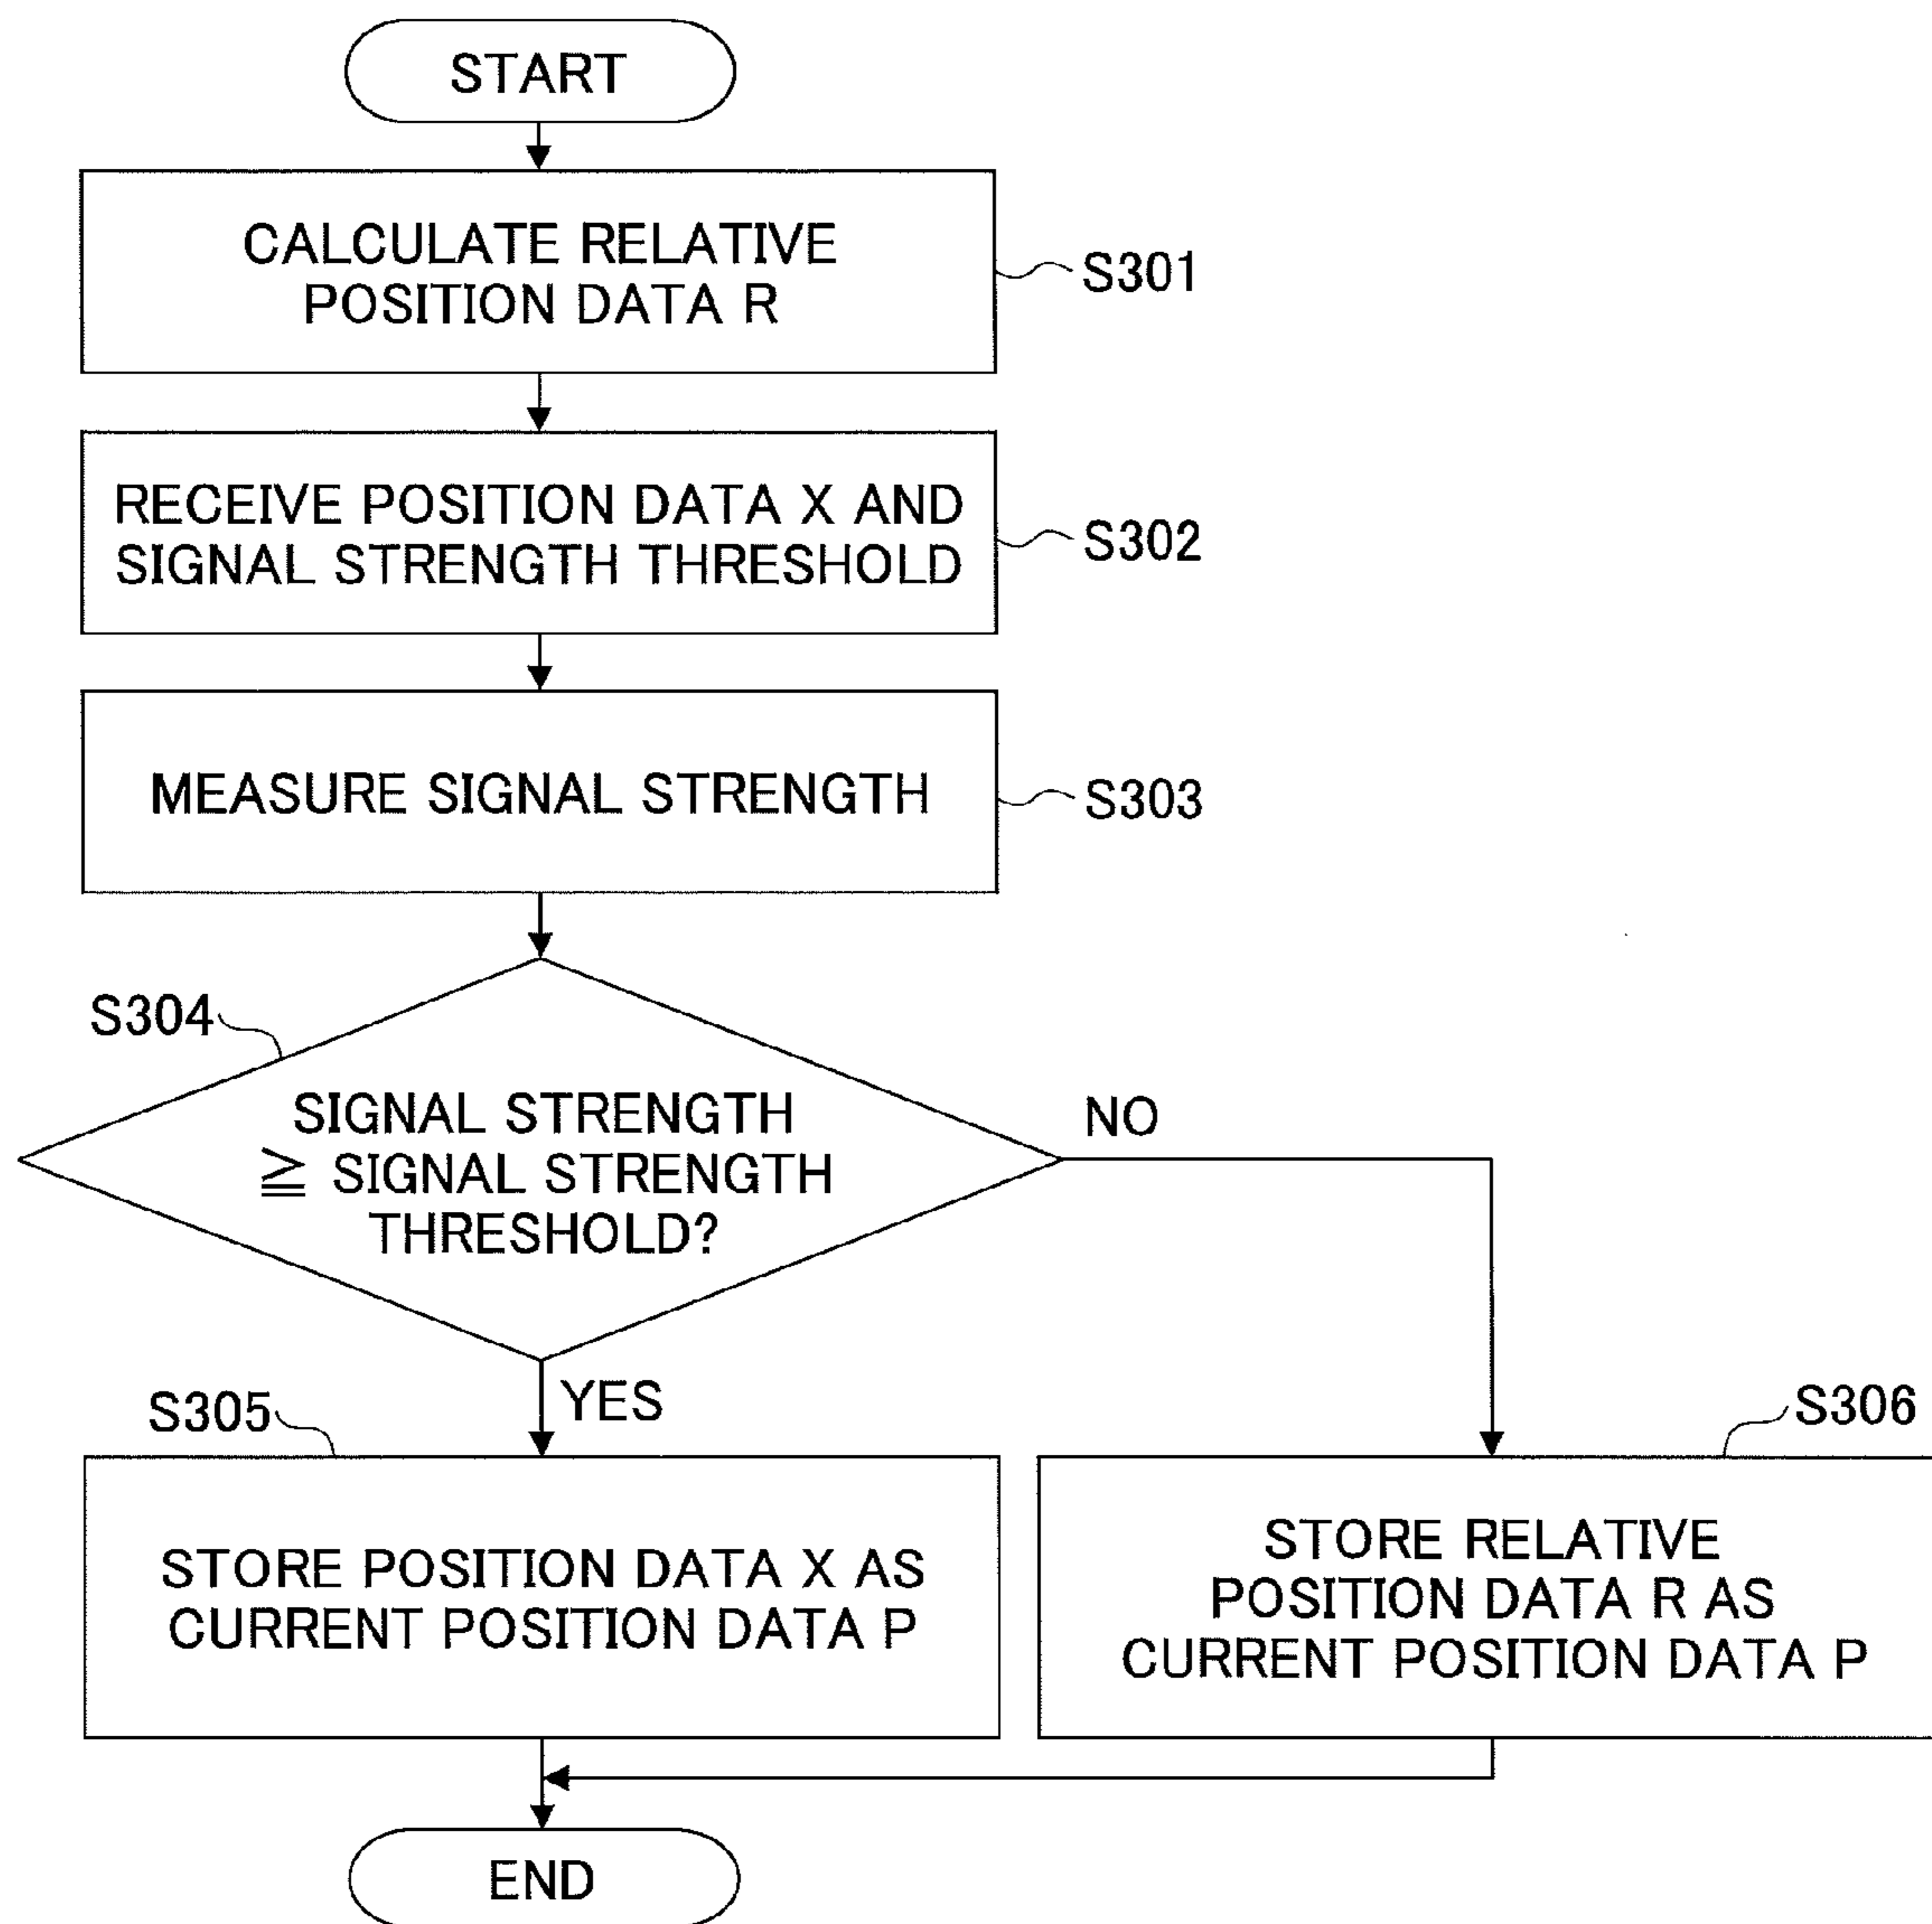 START
CALCULATE RELATIVE
POSITION DATA R
S301
RECEIVE POSITION DATA X AND
SIGNAL STRENGTH THRESHOLD
S302
MEASURE SIGNAL STRENGTH
S303
S304
SIGNAL STRENGTH
≧ SIGNAL STRENGTH
THRESHOLD?
NO
YES
S305
STORE POSITION DATA X AS
CURRENT POSITION DATA P
S306
STORE RELATIVE
POSITION DATA R AS
CURRENT POSITION DATA P
END